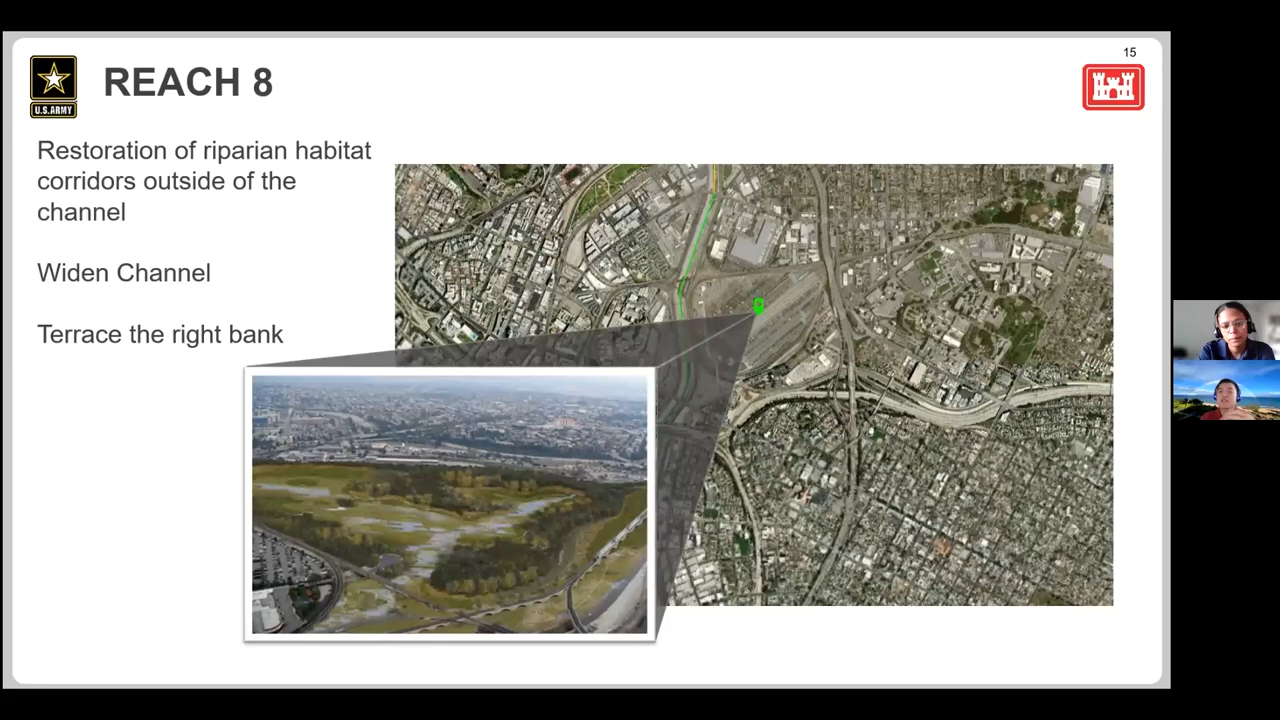 15
REACH 8
U.S.ARMY
Restoration of riparian habitat
corridors outside of the
channel
Widen Channel
Terrace the right bank